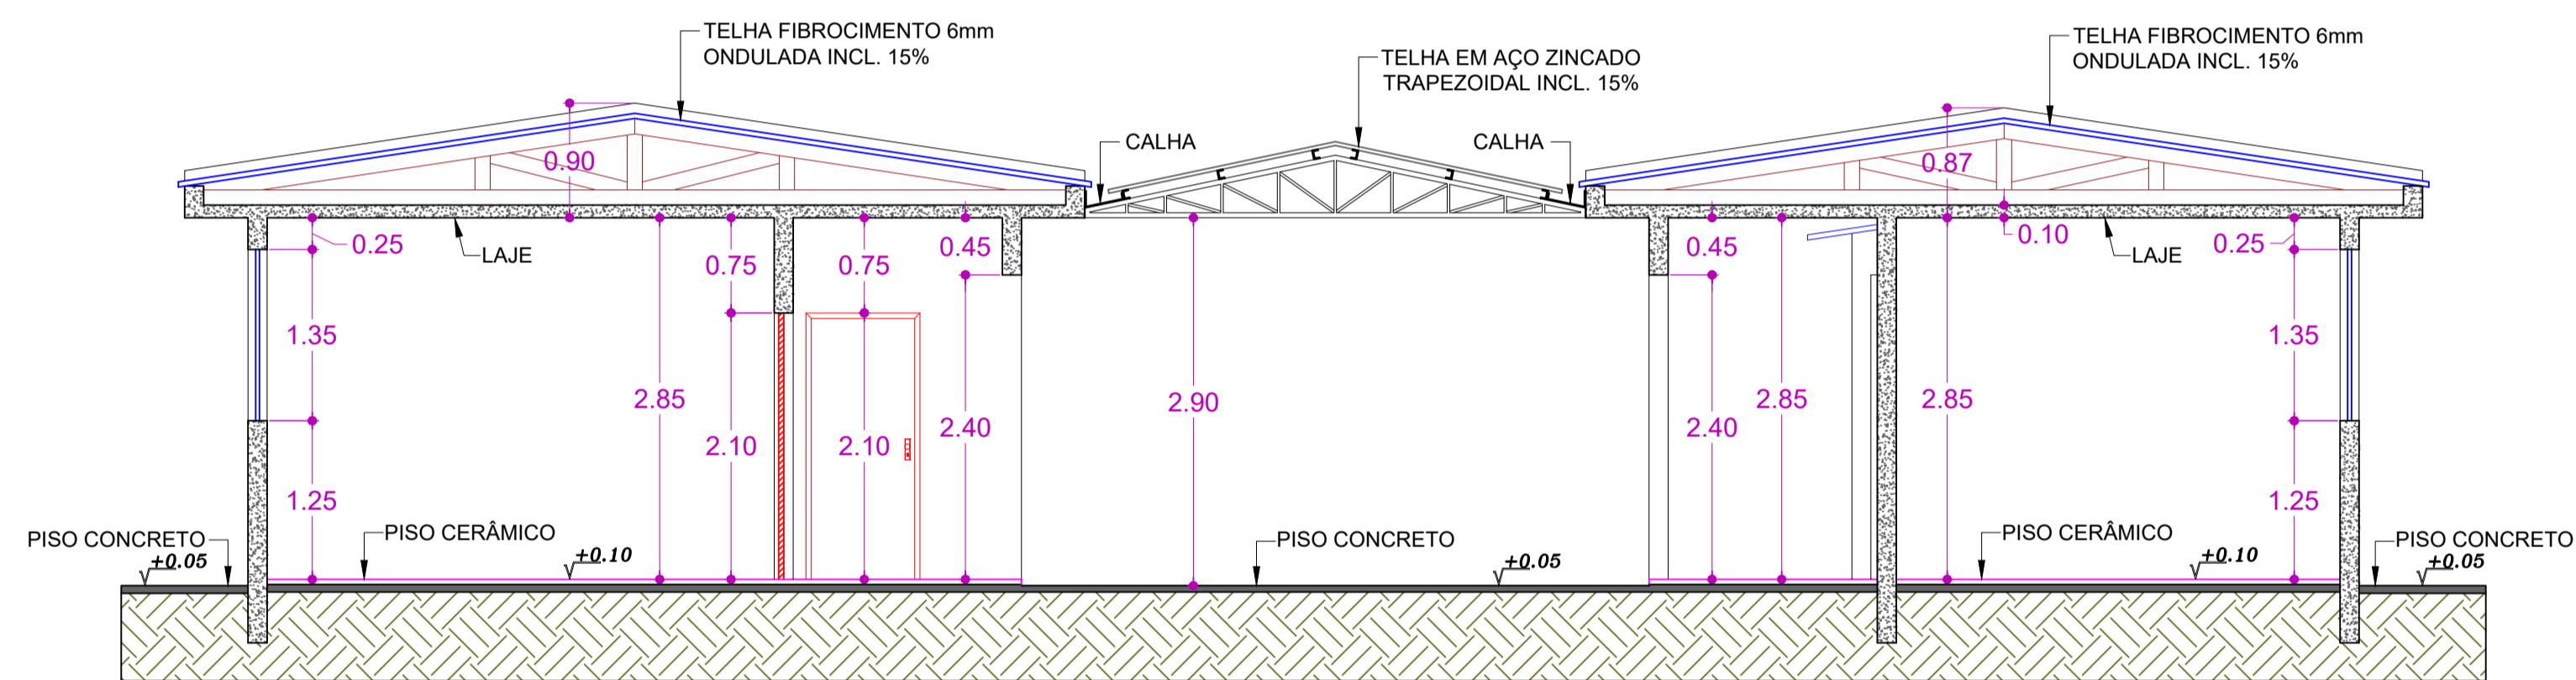 TELHA FIBROCIMENTO 6mm
ONDULADA INCL. 15%
TELHA EM AÇO ZINCADO
TRAPEZOIDAL INCL. 15%
TELHA FIBROCIMENTO 6mm
ONDULADA INCL. 15%
CALHA
CALHA
0.90
0.87
0.25
LAJE
0.75
0.75
0.45
0.45
0.10
LAJE
0.25
1.35
1.35
2.85
2.90
2.85
2.85
2.10
2.10
2.40
2.40
1.25
1.25
PISO CONCRETO
+0.05
PISO CERÂMICO
+0.10
PISO CONCRETO
+0.05
PISO CERÂMICO
+0.10
PISO CONCRETO
+0.05